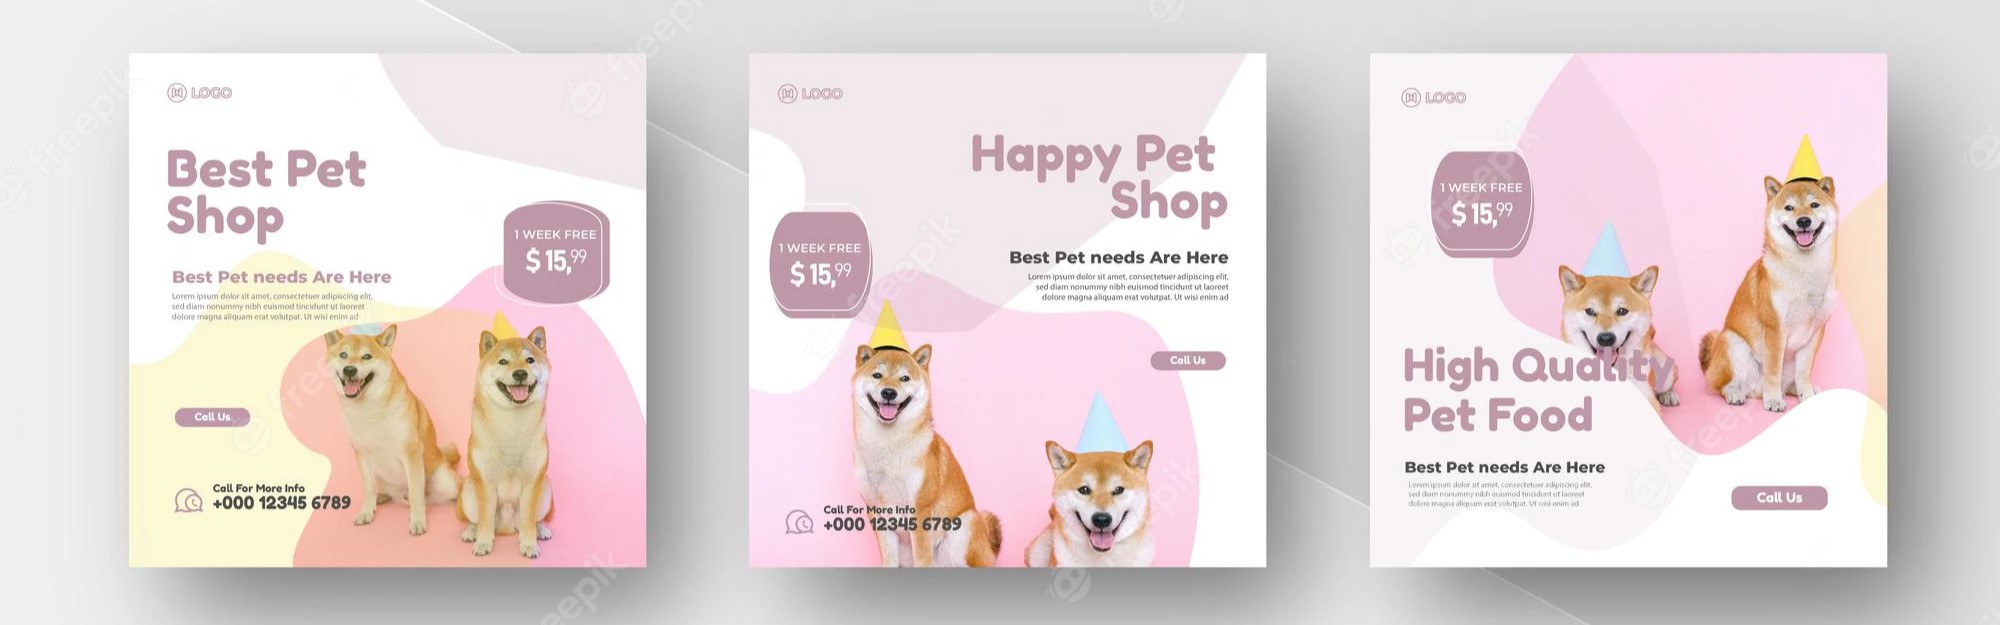 LOGO
Best Pet
Shop
1 WEEK FREE
$ 15,99
Best Pet needs Are Here
Lorem ipsum dolor sit amet, consectetuer adipiscing elit,
sed diam nonummy nibh euismod tincidunt ut laoreet
dolore magna aliquam erat volutpat. Ut wisi enim ad
Call Us
Call For More Info
+000 12345 6789
LOGO
Happy Pet
Shop
1 WEEK FREE
$ 15,99
Best Pet needs Are Here
Lorem ipsum dolor sit amet, consectetuer adipiscing elit,
sed diam nonummy nibh euismod tincidunt ut laoreet
dolore magna aliquam erat volutpat. Ut wisi enim ad
Call Us
Call For More Info
+000 12345 6789
LOGO
1 WEEK FREE
$ 15,99
High Quality
Pet Food
Best Pet needs Are Here
Lorem ipsum dolor sit amet, consectetuer adipiscing elit,
sed diam nonummy nibh euismod tincidunt ut laoreet
dolore magna aliquam erat volutpat. Ut wisi enim ad
Call Us
freepik